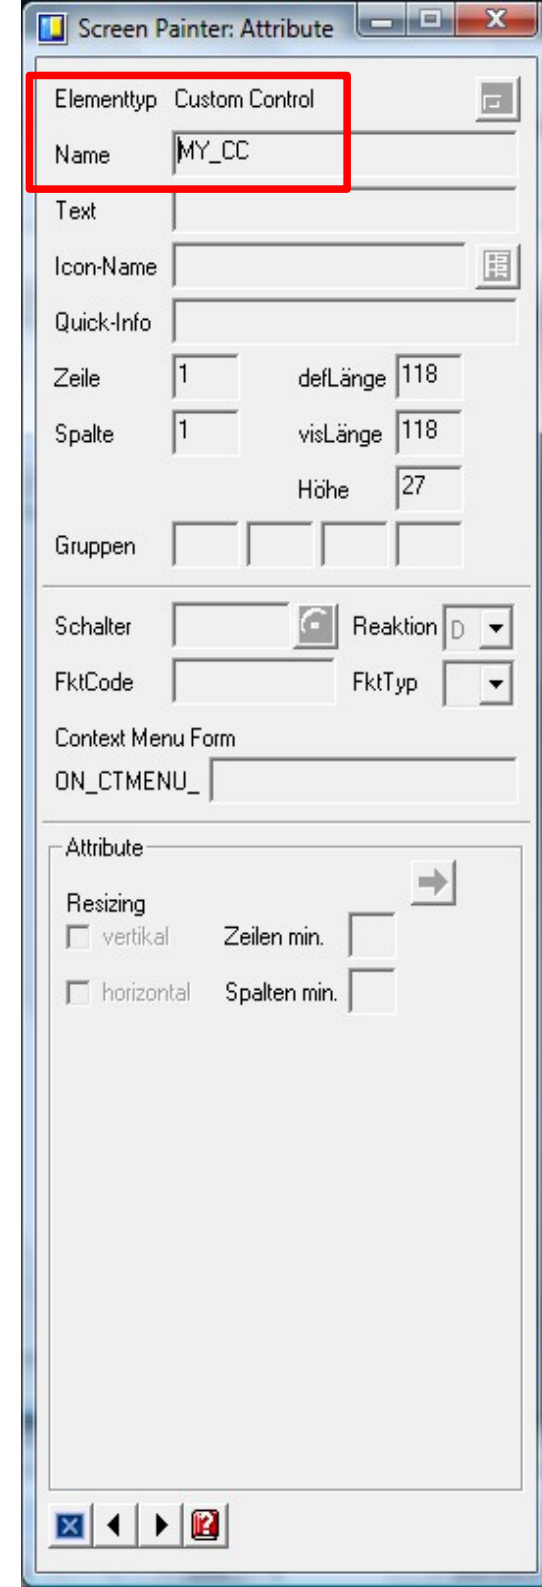 Screen Painter: Attribute
Elementtyp Custom Control
Name MY_CC
Text
Icon-Name
Quick-Info
Zeile 1 defLänge 118
Spalte 1 visLänge 118
Höhe 27
Gruppen
Schalter Reaktion D
FktCode FktTyp
Context Menu Form
ON_CTMENU_
Attribute
Resizing
vertikal Zeilen min.
horizontal Spalten min.